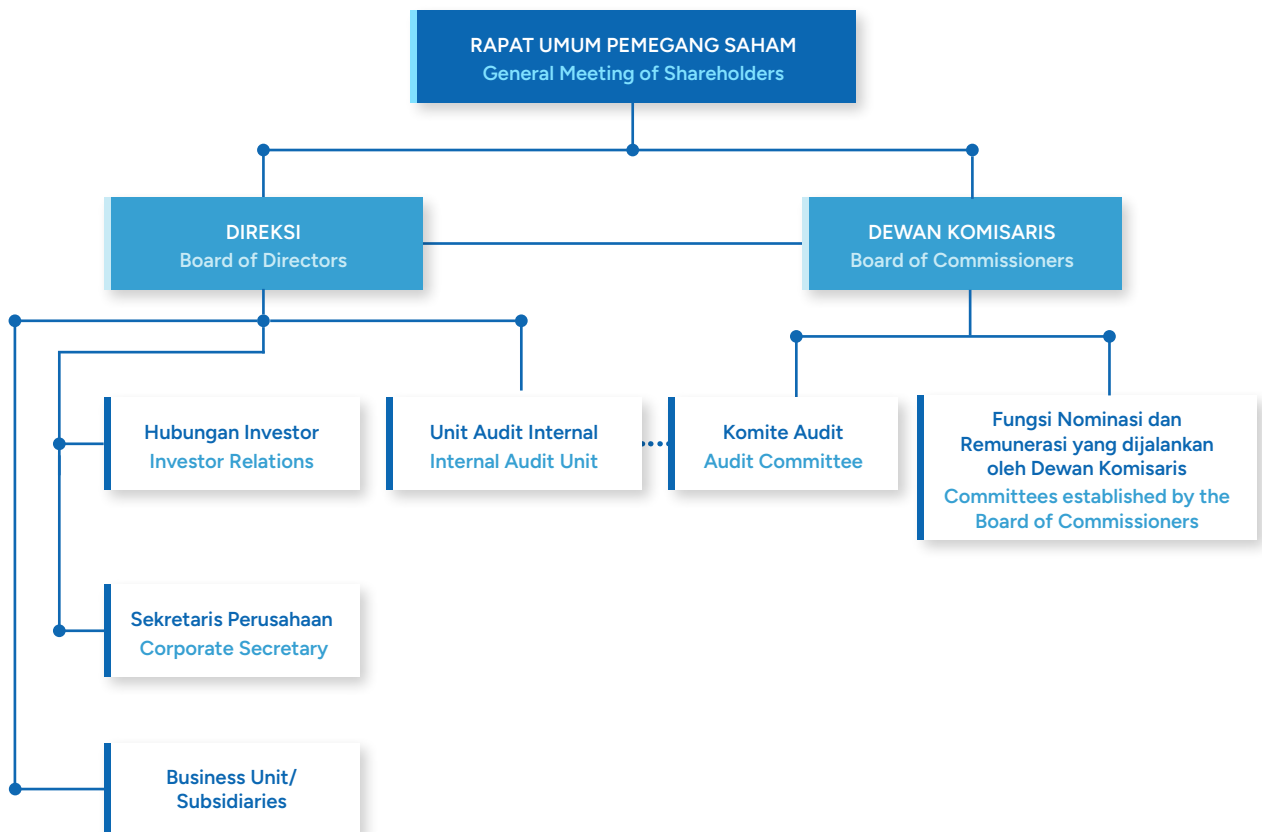 RAPAT UMUM PEMEGANG SAHAM
General Meeting of Shareholders
DIREKSI
Board of Directors
DEWAN KOMISARIS
Board of Commissioners
Hubungan Investor
Investor Relations
Unit Audit Internal
Internal Audit Unit
Komite Audit
Audit Committee
Fungsi Nominasi dan
Remunerasi yang dijalankan
oleh Dewan Komisaris
Committees established by the
Board of Commissioners
Sekretaris Perusahaan
Corporate Secretary
Business Unit/
Subsidiaries